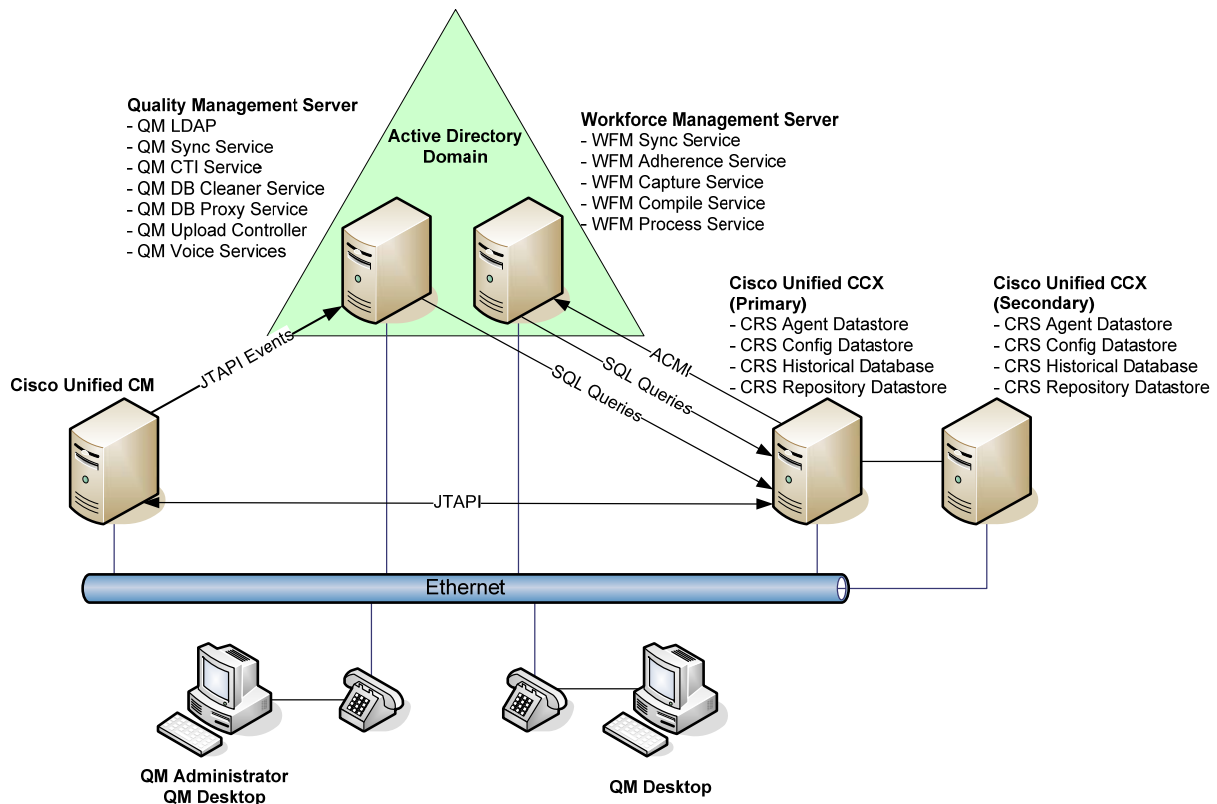 Quality Management Server
- QM LDAP
- QM Sync Service
- QM CTI Service
- QM DB Cleaner Service
- QM DB Proxy Service
- QM Upload Controller
- QM Voice Services
Active Directory
Domain
Workforce Management Server
- WFM Sync Service
- WFM Adherence Service
- WFM Capture Service
- WFM Compile Service
- WFM Process Service
Cisco Unified CCX
(Primary)
- CRS Agent Datastore
- CRS Config Datastore
- CRS Historical Database
- CRS Repository Datastore
Cisco Unified CCX
(Secondary)
- CRS Agent Datastore
- CRS Config Datastore
- CRS Historical Database
- CRS Repository Datastore
Cisco Unified CM
JTAPI Events
ACMI
SQL Queries
SQL Queries
JTAPI
Ethernet
QM Administrator
QM Desktop
QM Desktop